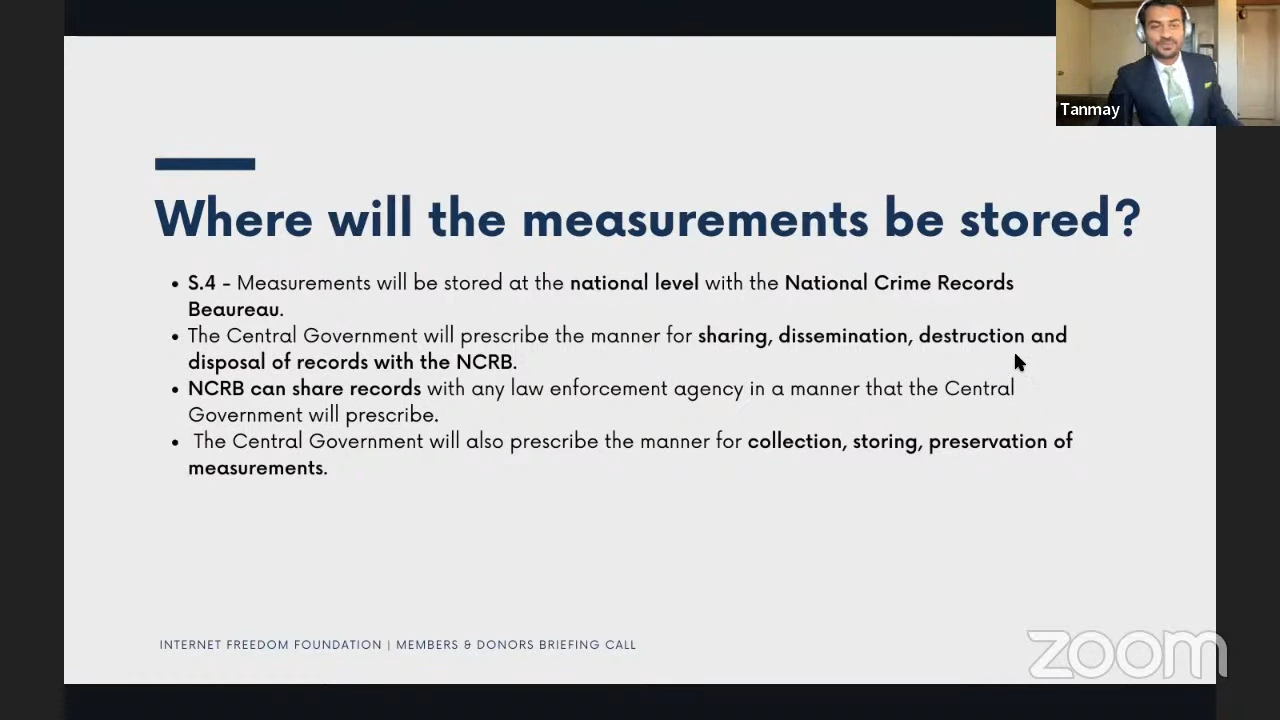 Tanmay
Where will the measurements be stored?
• S.4 - Measurements will be stored at the national level with the National Crime Records
Beaureau.
• The Central Government will prescribe the manner for sharing, dissemination, destruction and
disposal of records with the NCRB.
• NCRB can share records with any law enforcement agency in a manner that the Central
Government will prescribe.
• The Central Government will also prescribe the manner for collection, storing, preservation of
measurements.
INTERNET FREEDOM FOUNDATION | MEMBERS & DONORS BRIEFING CALL
zoom